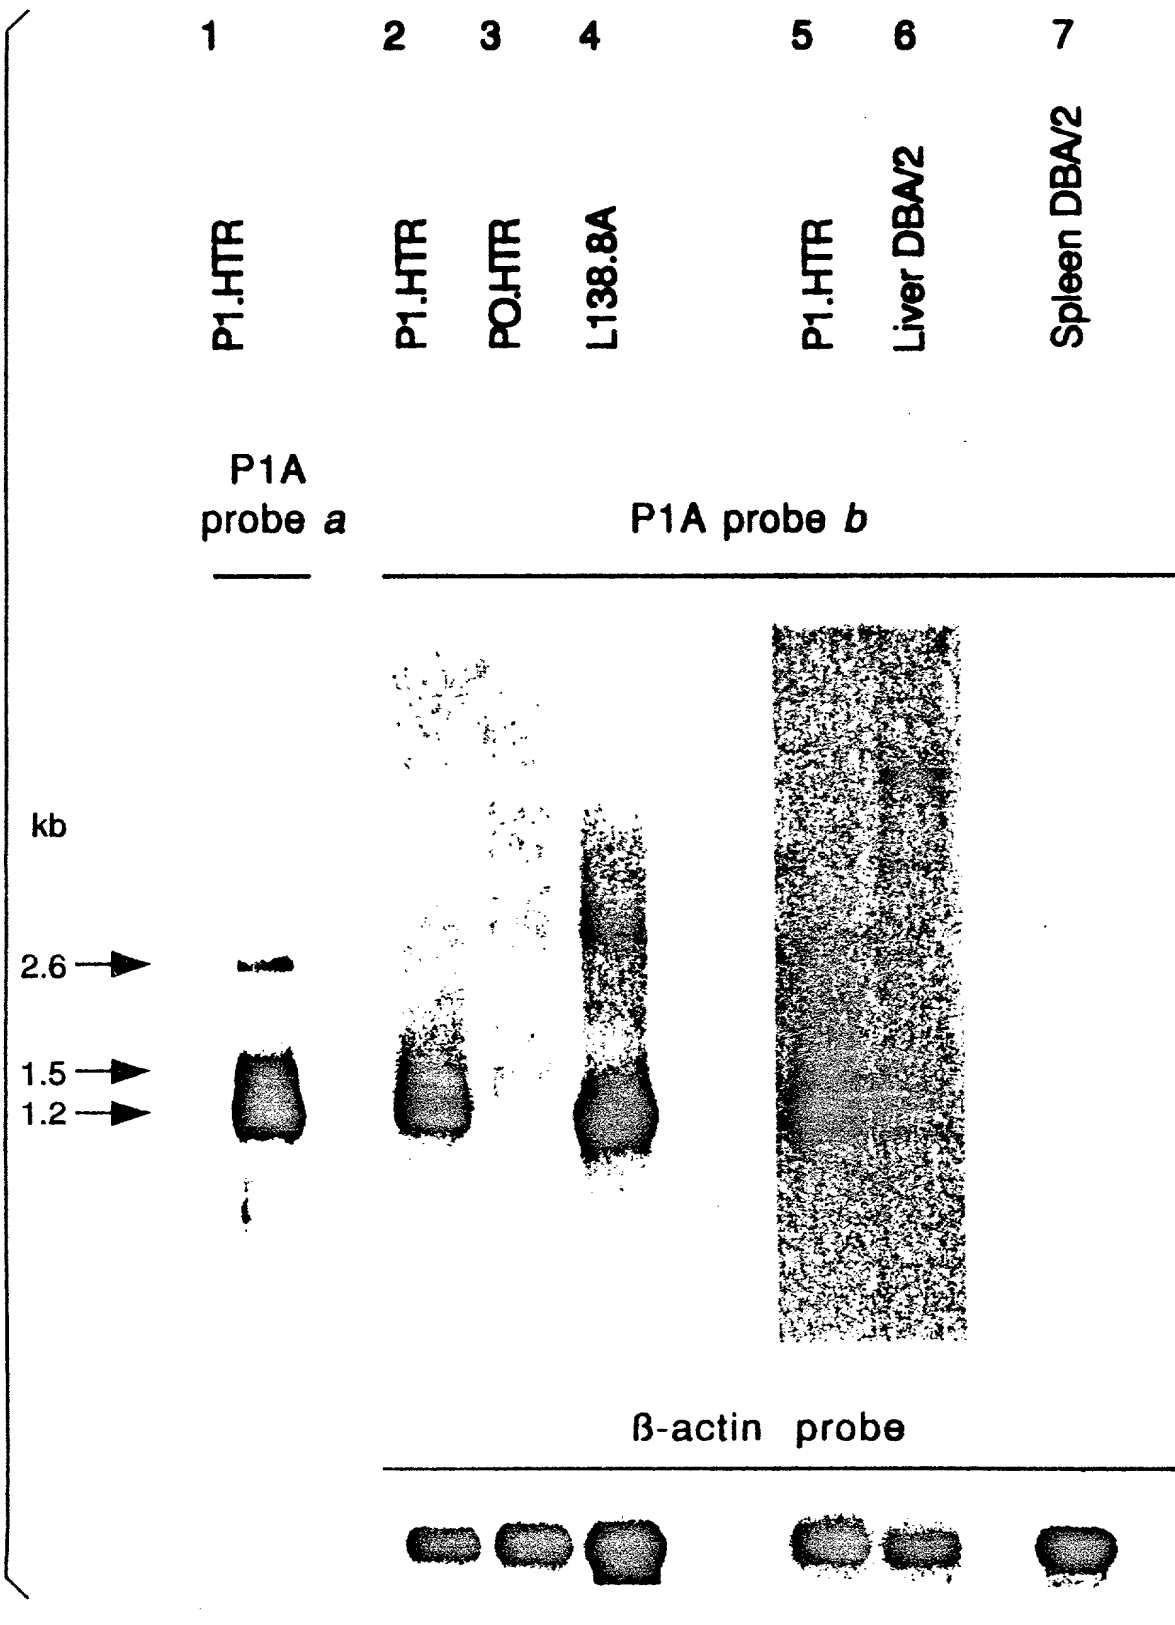 1 2 3 4 5 6 7
P1.HTR
P1.HTR
PO.HTR
L138.8A
P1.HTR
Liver DBA/2
Spleen DBA/2
P1A
probe a
P1A probe b
kb
2.6
1.5
1.2
ß-actin probe